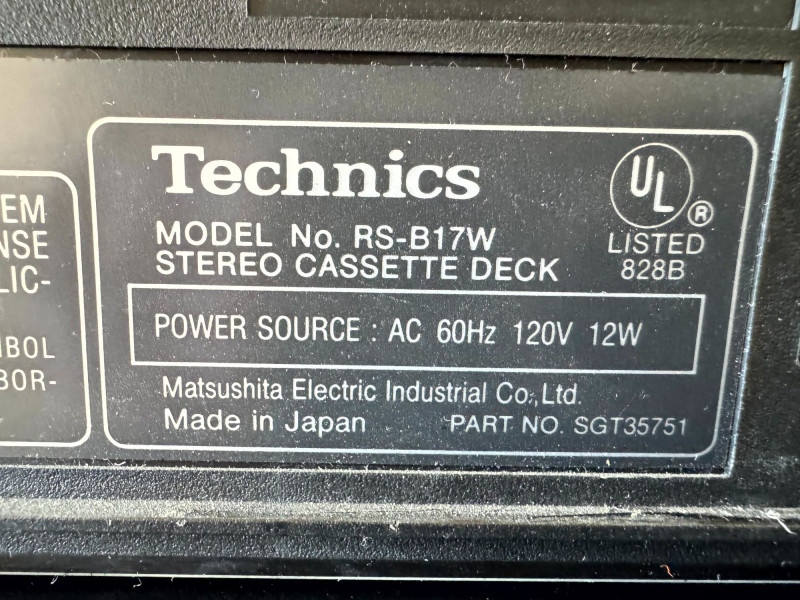 EM
NSE
LIC-
MBOL
BOR-
Technics
MODEL No. RS-B17W
STEREO CASSETTE DECK
UL ®
LISTED
828B
POWER SOURCE : AC 60Hz 120V 12W
Matsushita Electric Industrial Co.,Ltd.
Made in Japan PART NO. SGT35751